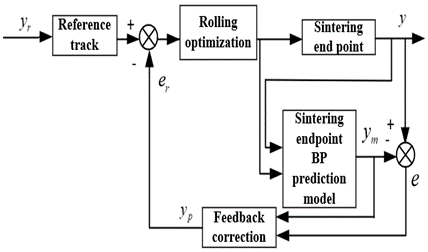 y_r
Reference
track
+
-
e_r
Rolling
optimization
Sintering
end point
y
Sintering
endpoint
BP
prediction
model
y_m
+
-
e
y_p
Feedback
correction